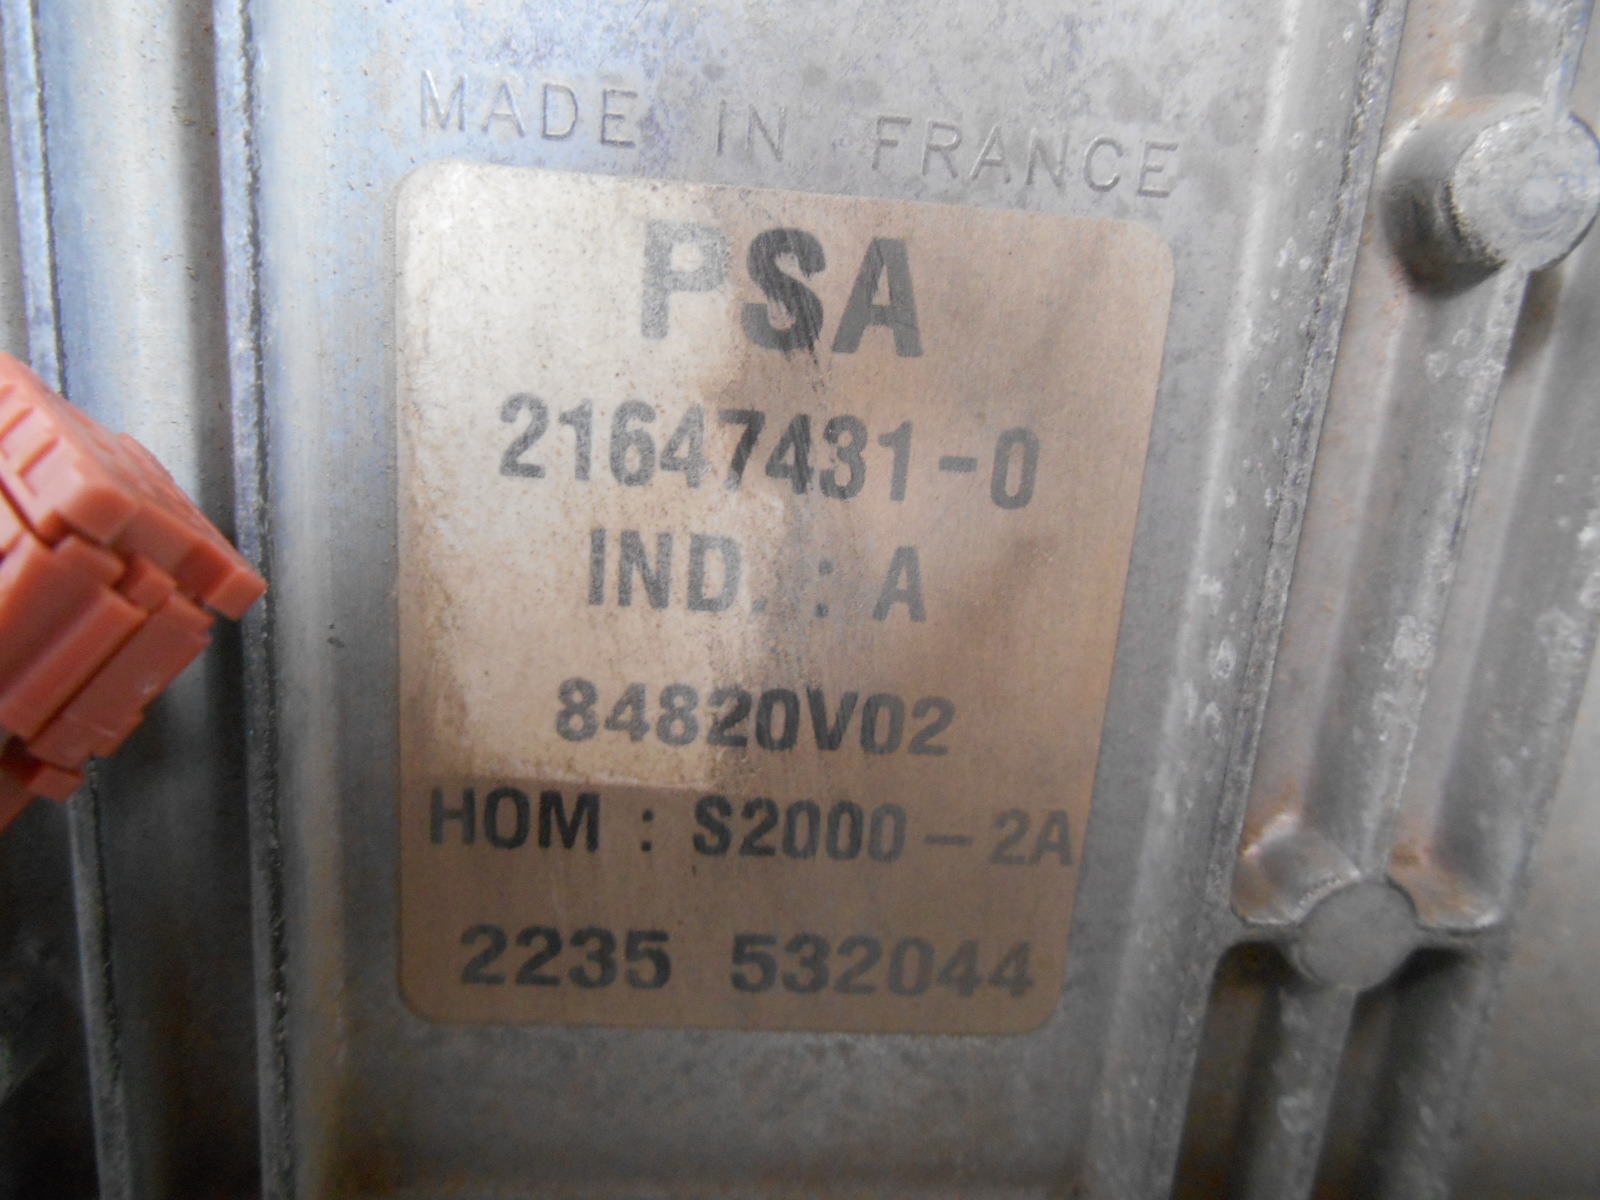 MADE IN FRANCE
PSA
21647431-0
IND. : A
84820V02
HOM : S2000-2A
2235 532044